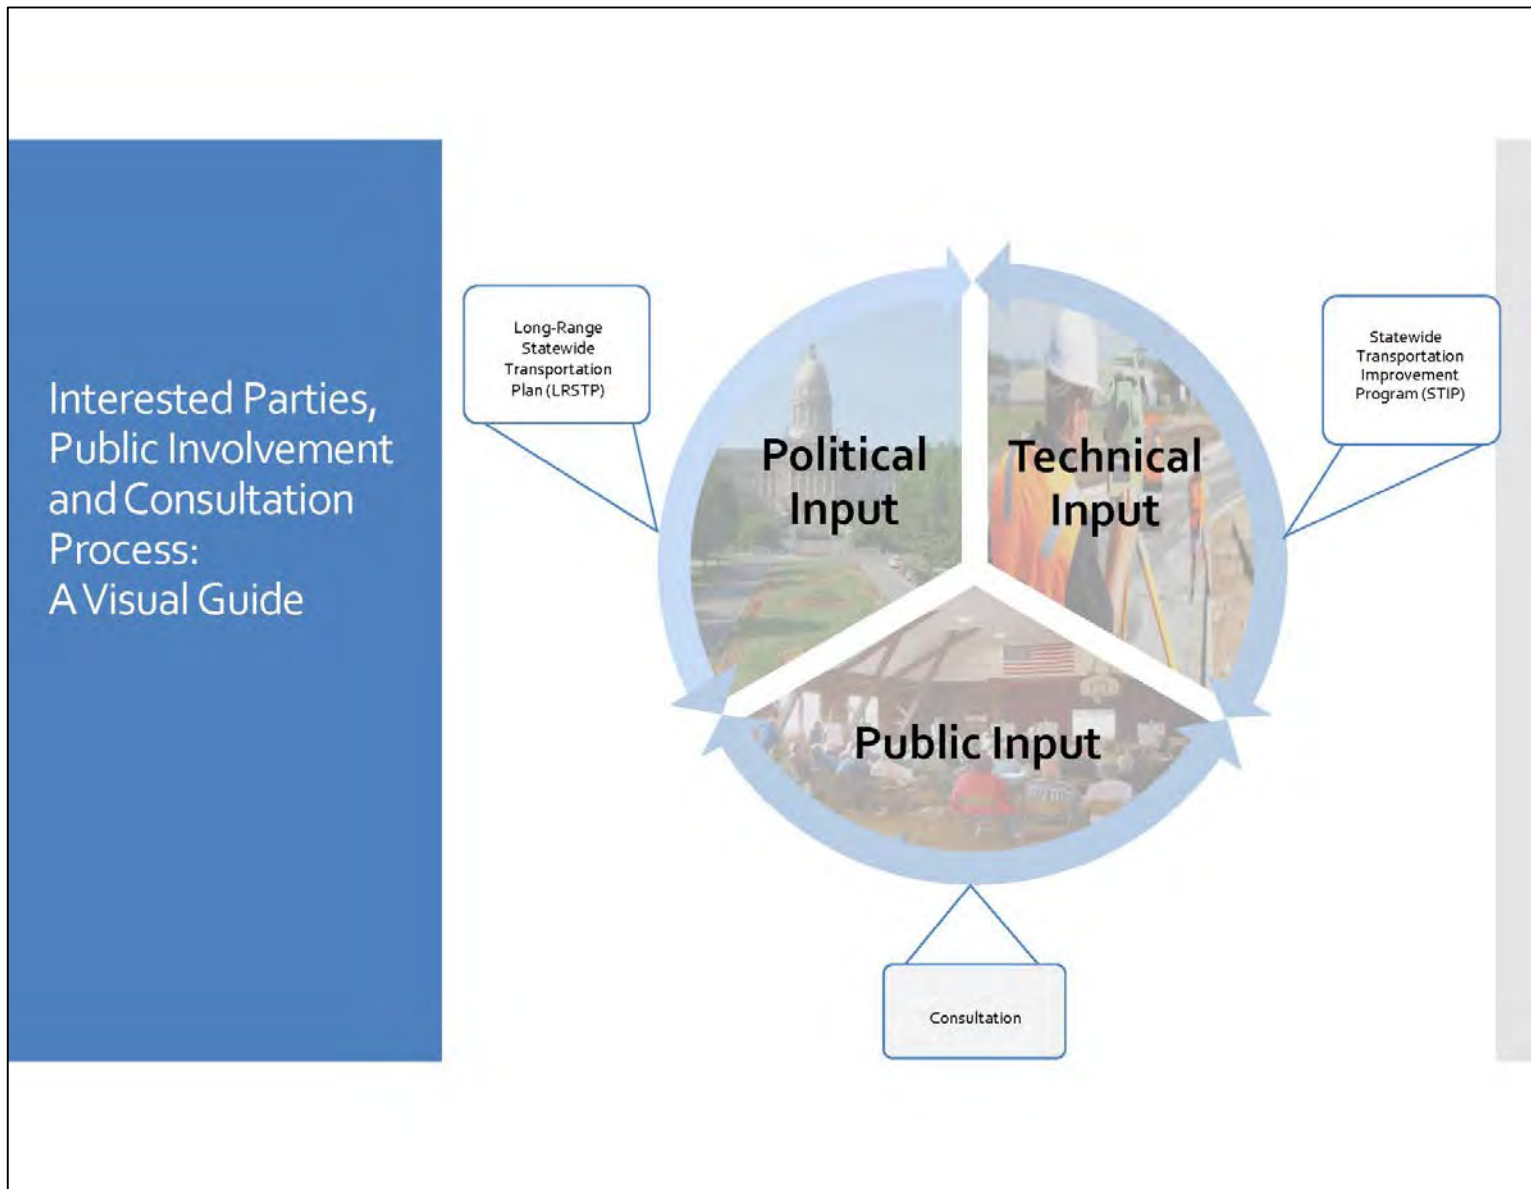 Interested Parties,
Public Involvement
and Consultation
Process:
A Visual Guide
Long-Range
Statewide
Transportation
Plan (LRSTP)
Political
Input
Technical
Input
Statewide
Transportation
Improvement
Program (STIP)
Public Input
Consultation